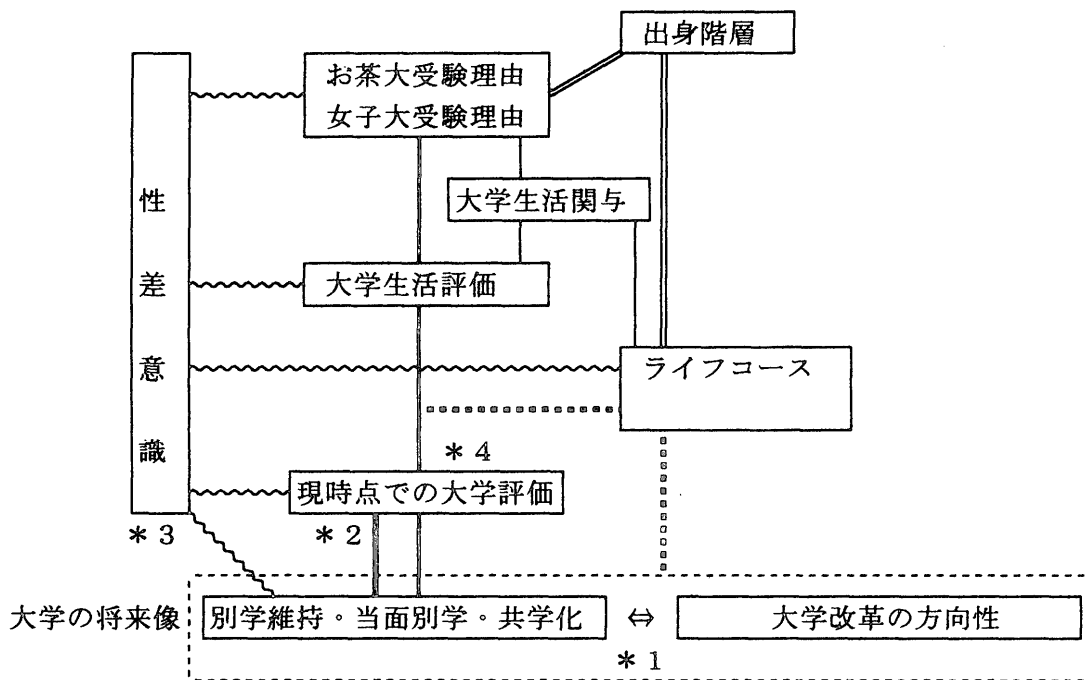 出身階層
お茶大受験理由
女子大受験理由
大学生活関与
性差意識
大学生活評価
ライフコース
＊4
現時点での大学評価
＊3
＊2
大学の将来像
別学維持・当面別学・共学化
⇔
大学改革の方向性
＊1